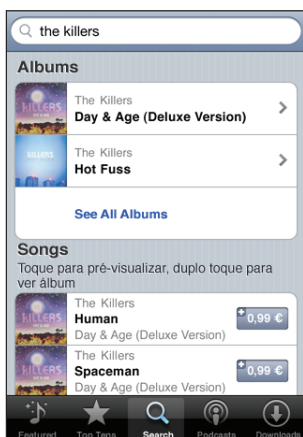 the killers
Albums
The Killers
Day & Age (Deluxe Version)
The Killers
Hot Fuss
See All Albums
Songs
Toque para pré-visualizar, duplo toque para
ver álbum
The Killers
Human
Day & Age (Deluxe Version)
+ 0,99 €
The Killers
Spaceman
Day & Age (Deluxe Version)
+ 0,99 €
Featured Top Tens Search Podcasts Downloads